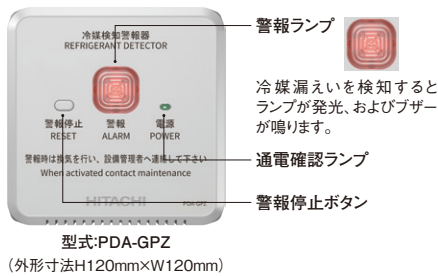 冷媒検知警報器
REFRIGERANT DETECTOR
警報停止
RESET
警報
ALARM
電源
POWER
警報時は換気を行い、設備管理者へ連絡して下さい
When activated contact maintenance
HITACHI
PDA-GPZ
警報ランプ
冷媒漏えいを検知すると
ランプが発光、およびブザー
が鳴ります。
通電確認ランプ
警報停止ボタン
型式:PDA-GPZ
(外形寸法H120mm×W120mm)